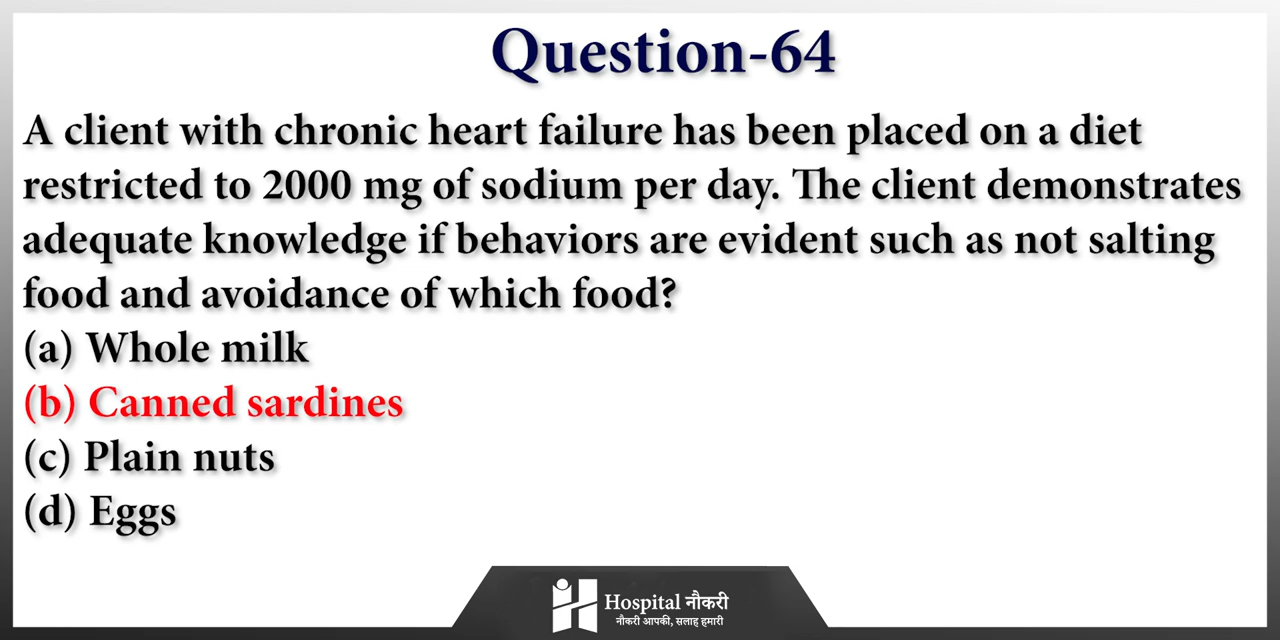 Question-64
A client with chronic heart failure has been placed on a diet
restricted to 2000 mg of sodium per day. The client demonstrates
adequate knowledge if behaviors are evident such as not salting
food and avoidance of which food?
(a) Whole milk
(b) Canned sardines
(c) Plain nuts
(d) Eggs
Hospital नौकरी
नौकरी आपकी, सलाह हमारी